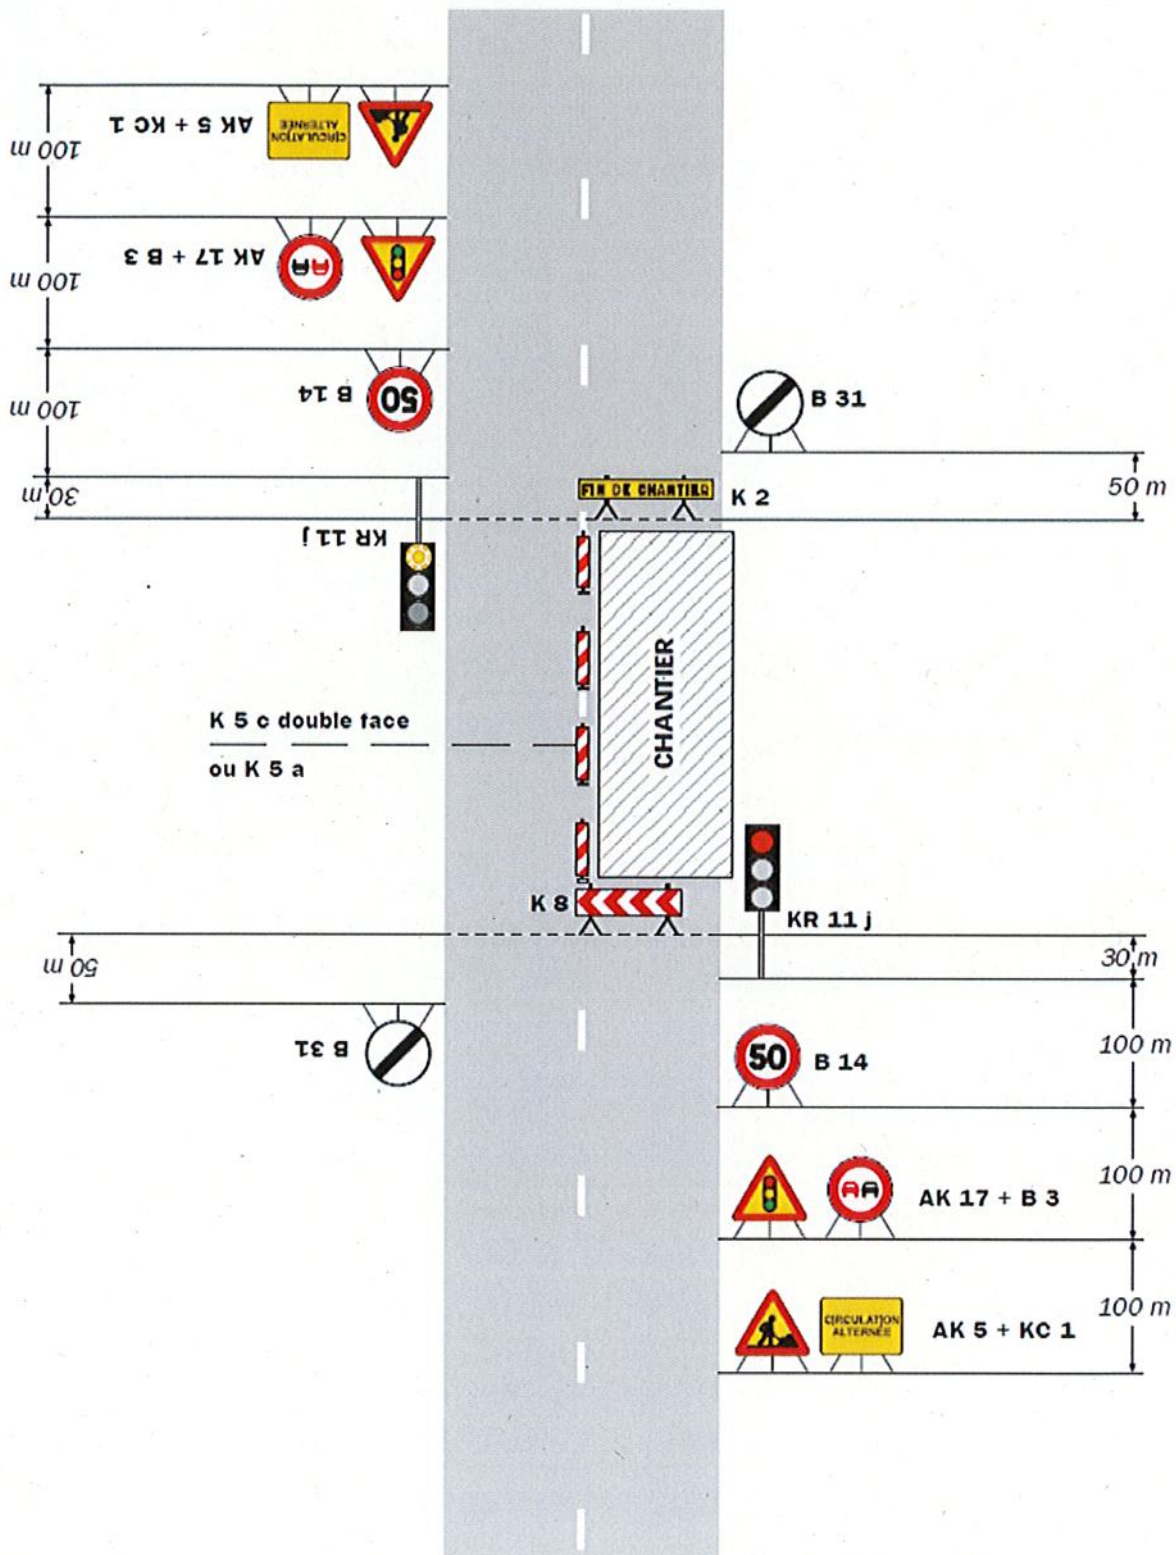 CIRCULATION
ALTERNÉE
AK 5 + KC 1
100 m
AK 17 + B 3
100 m
50
B 14
100 m
B 31
FIN DE CHANTIER
K 2
50 m
30 m
KR 11 j
CHANTIER
K 5 c double face
ou K 5 a
K 8
KR 11 j
30 m
50 m
B 31
50
B 14
100 m
AK 17 + B 3
100 m
CIRCULATION
ALTERNÉE
AK 5 + KC 1
100 m